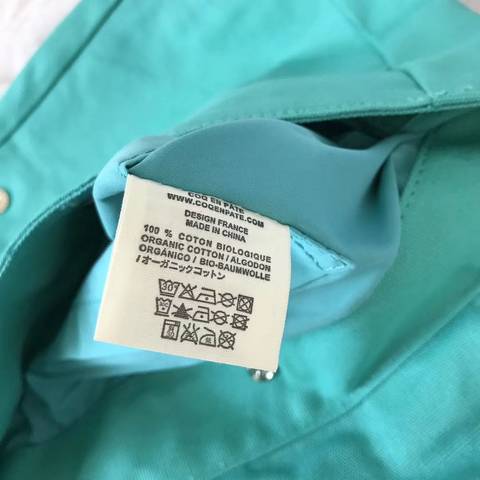 COQ EN PATE
WWW.COQENPATE.COM
DESIGN FRANCE
MADE IN CHINA
100 % COTON BIOLOGIQUE
ORGANIC COTTON / ALGODON
ORGÁNICO / BIO-BAUMWOLLE
/オーガニックコットン